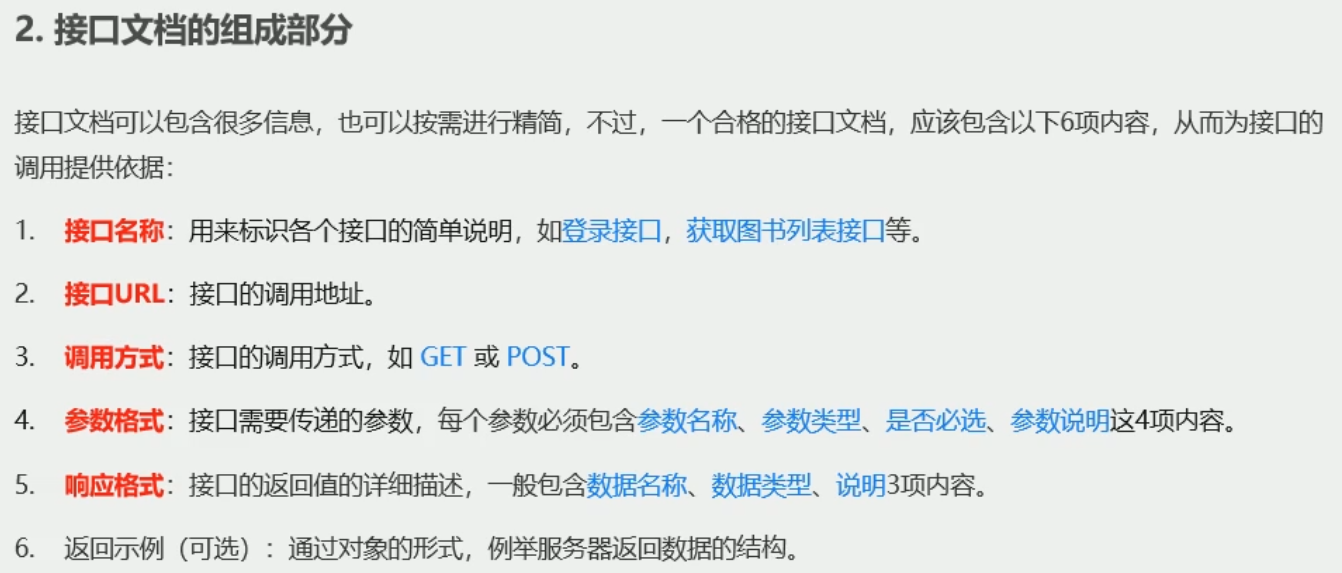 2. 接口文档的组成部分
接口文档可以包含很多信息，也可以按需进行精简，不过，一个合格的接口文档，应该包含以下6项内容，从而为接口的
调用提供依据：
1. 接口名称：用来标识各个接口的简单说明，如登录接口，获取图书列表接口等。
2. 接口URL：接口的调用地址。
3. 调用方式：接口的调用方式，如 GET 或 POST。
4. 参数格式：接口需要传递的参数，每个参数必须包含参数名称、参数类型、是否必选、参数说明这4项内容。
5. 响应格式：接口的返回值的详细描述，一般包含数据名称、数据类型、说明3项内容。
6. 返回示例（可选）：通过对象的形式，例举服务器返回数据的结构。